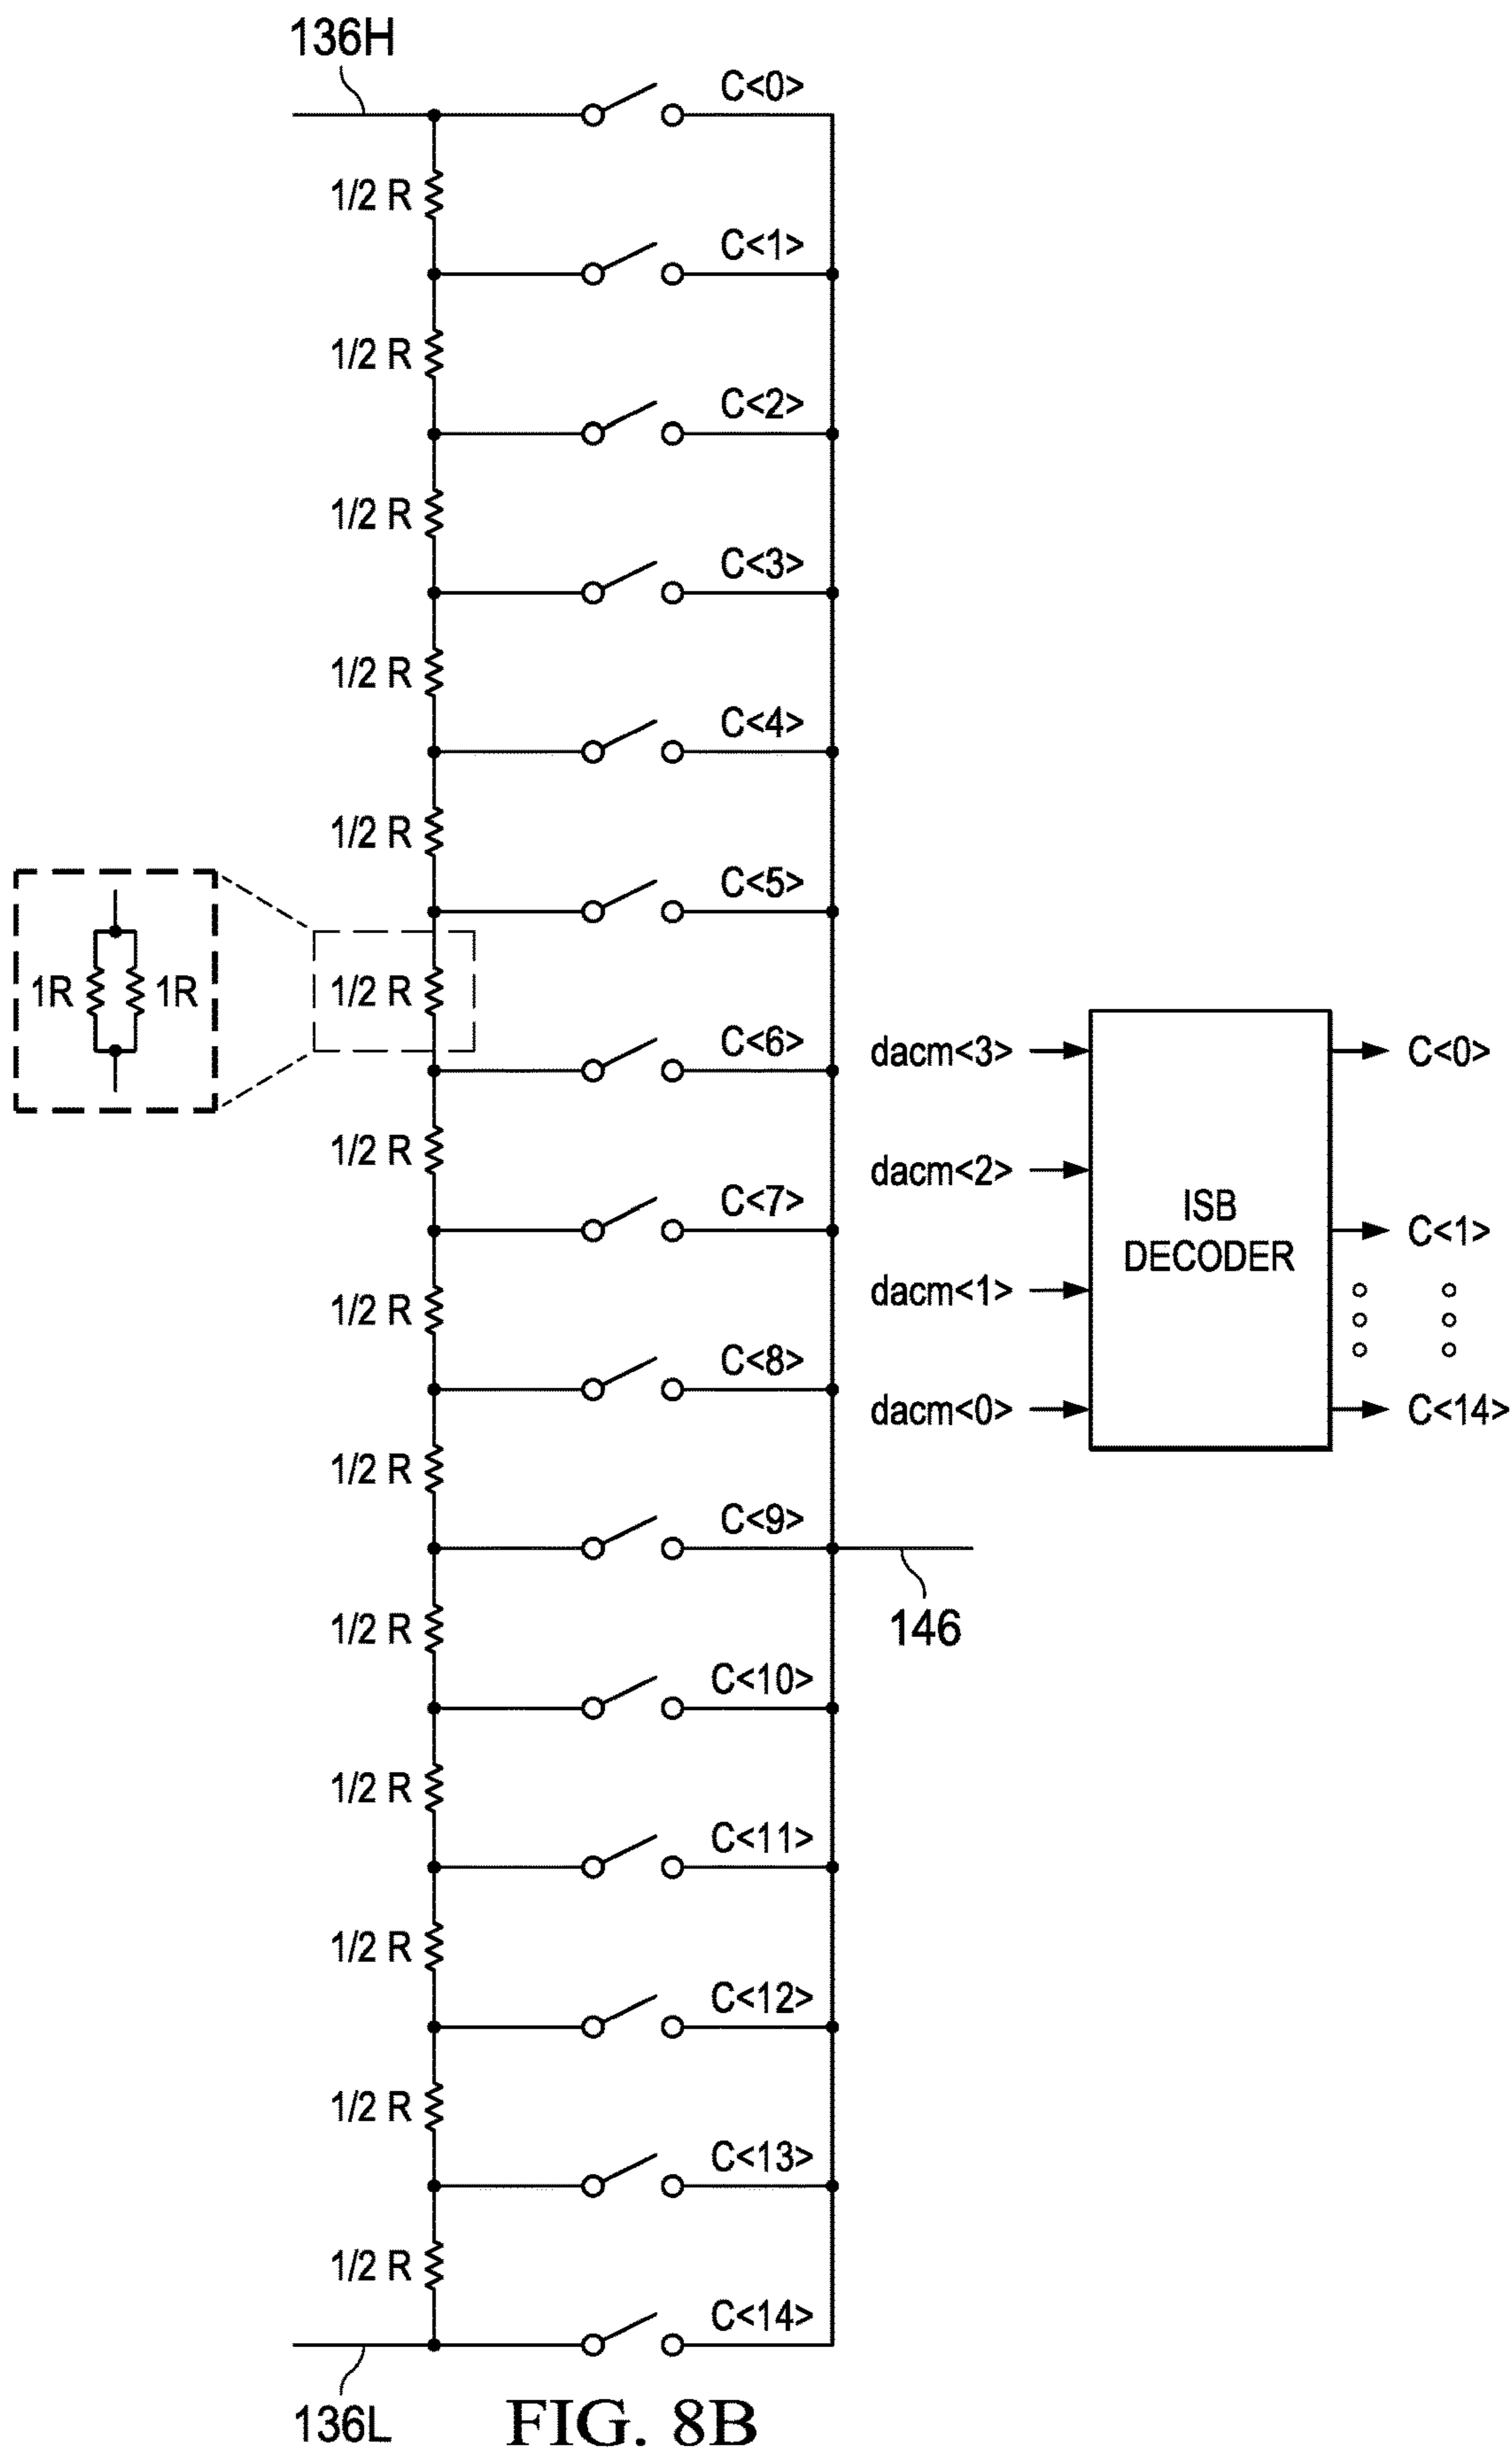 136H
C<0>
1/2 R
C<1>
1/2 R
C<2>
1/2 R
C<3>
1/2 R
C<4>
1/2 R
C<5>
1R
1R
1/2 R
C<6>
1/2 R
C<7>
1/2 R
C<8>
1/2 R
C<9>
146
1/2 R
C<10>
1/2 R
C<11>
1/2 R
C<12>
1/2 R
C<13>
1/2 R
C<14>
136L
dacm<3>
dacm<2>
dacm<1>
dacm<0>
ISB
DECODER
C<0>
C<1>
C<14>
FIG. 8B